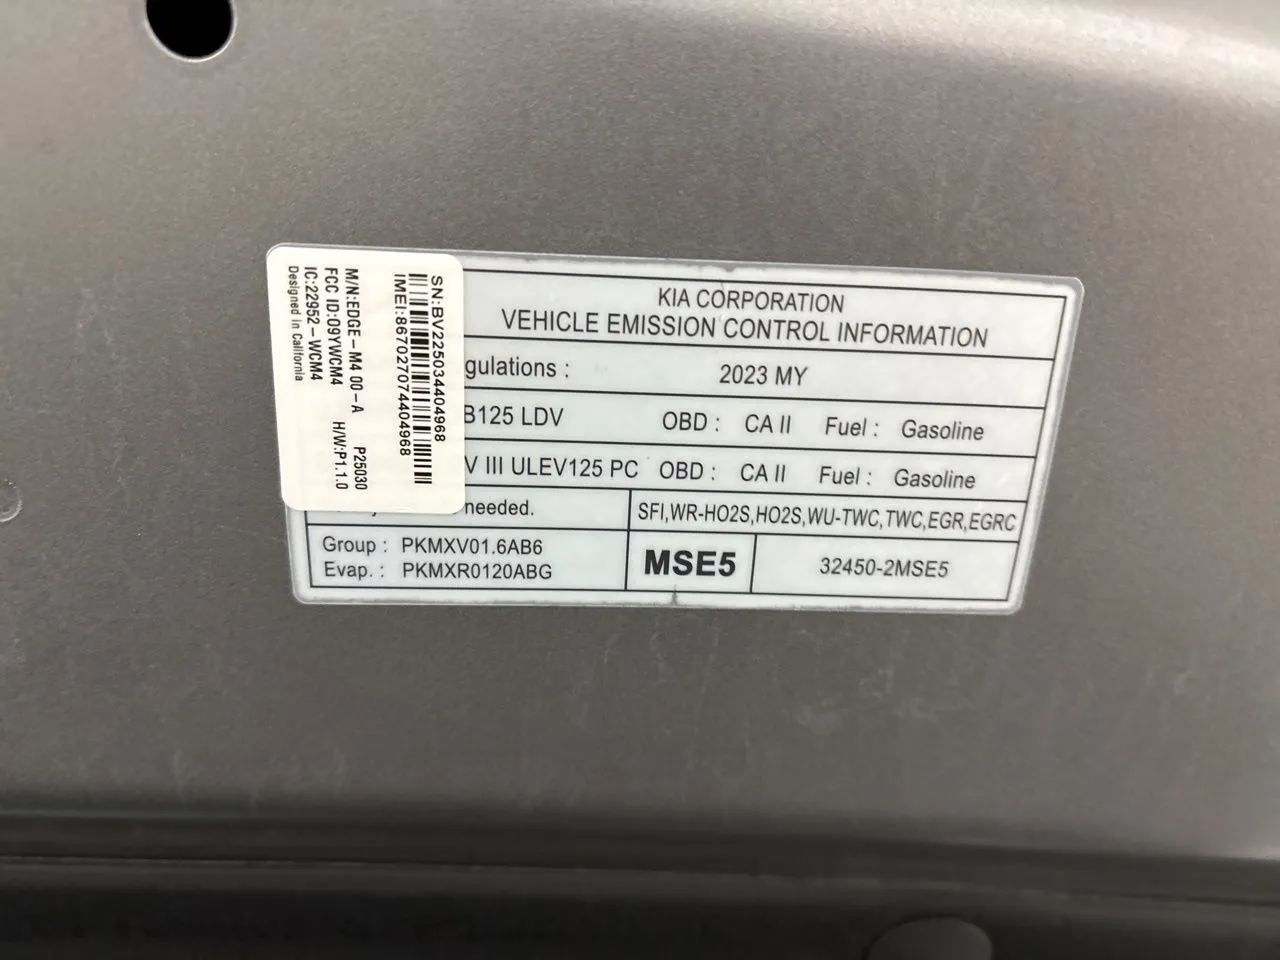 KIA CORPORATION
VEHICLE EMISSION CONTROL INFORMATION
gulations : 2023 MY
B125 LDV OBD : CA II Fuel : Gasoline
V III ULEV125 PC OBD : CA II Fuel : Gasoline
needed. SFI,WR-HO2S,HO2S,WU-TWC,TWC,EGR,EGRC
Group : PKMXV01.6AB6
Evap. : PKMXR0120ABG
MSE5 32450-2MSE5
SN:BV225034404968
IMEI:867027074404968
M/N:EDGE-M4 00-A P25030
FCC ID:09YWCM4 H/W:P1.1.0
IC:22952-WCM4
Designed in California